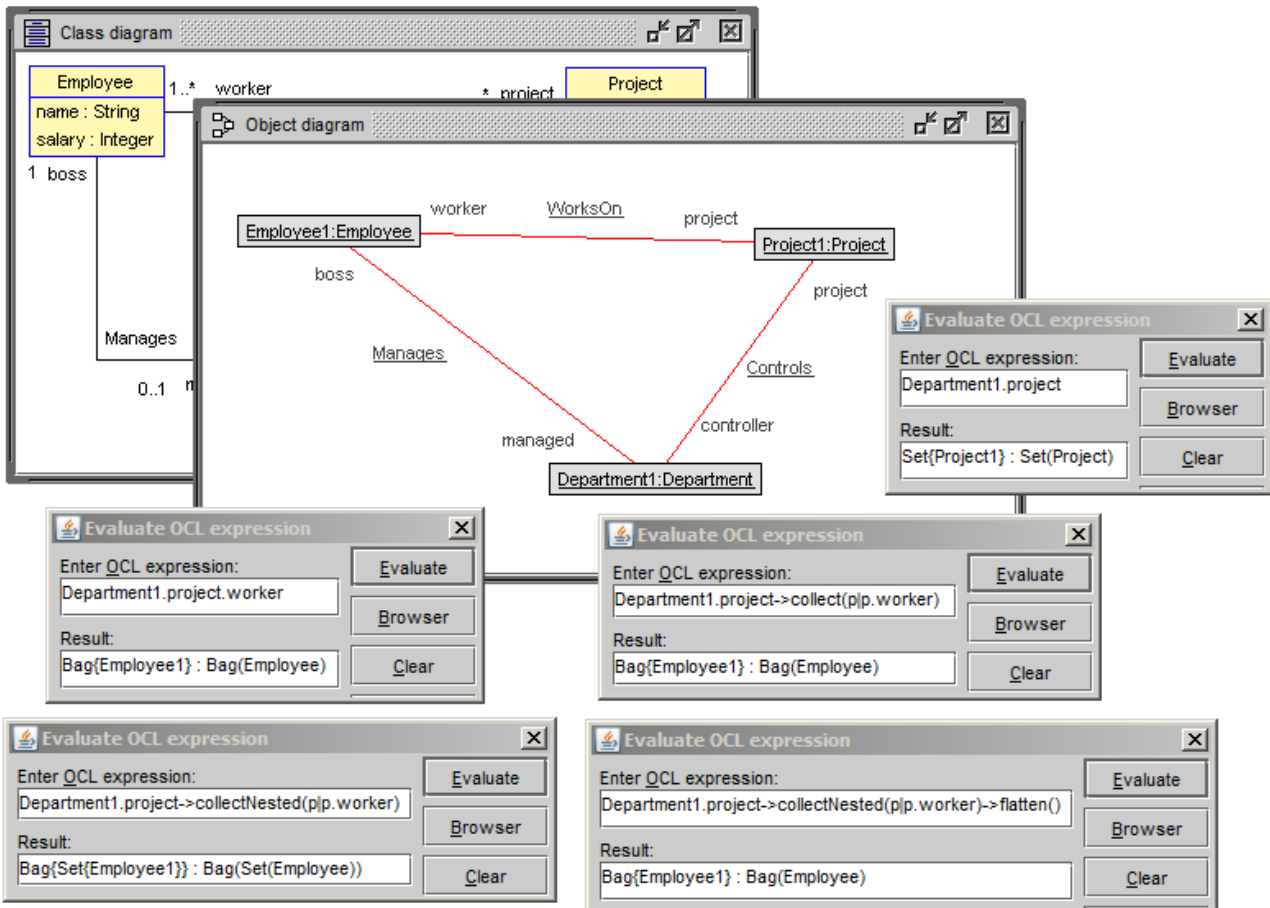 Class diagram
Employee
name : String
salary : Integer
1..* worker
* project
Project
1 boss
Manages
0..1
Object diagram
Employee1:Employee
worker
WorksOn
project
Project1:Project
boss
project
Manages
Controls
managed
controller
Department1:Department
Evaluate OCL expression
Enter OCL expression:
Department1.project
Result:
Set{Project1} : Set(Project)
Evaluate
Browser
Clear
Evaluate OCL expression
Enter OCL expression:
Department1.project.worker
Result:
Bag{Employee1} : Bag(Employee)
Evaluate
Browser
Clear
Evaluate OCL expression
Enter OCL expression:
Department1.project->collect(p|p.worker)
Result:
Bag{Employee1} : Bag(Employee)
Evaluate
Browser
Clear
Evaluate OCL expression
Enter OCL expression:
Department1.project->collectNested(p|p.worker)
Result:
Bag{Set{Employee1}} : Bag(Set(Employee))
Evaluate
Browser
Clear
Evaluate OCL expression
Enter OCL expression:
Department1.project->collectNested(p|p.worker)->flatten()
Result:
Bag{Employee1} : Bag(Employee)
Evaluate
Browser
Clear